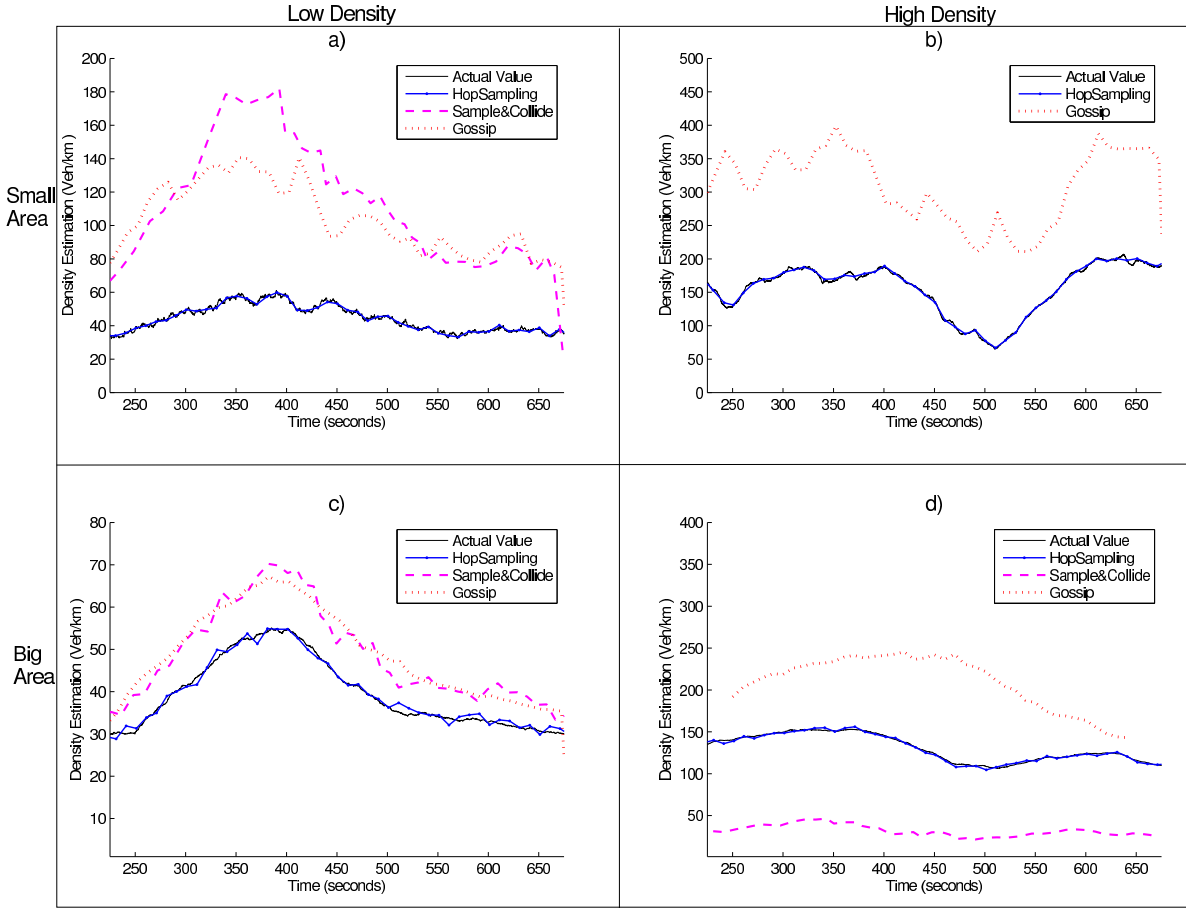 Low Density
High Density
Small
Area
Big
Area
a)
200
180
160
140
120
100
80
60
40
20
0
Density Estimation (Veh/km )
250 300 350 400 450 500 550 600 650
Time (seconds)
Actual Value
HopSampling
Sample&Collide
Gossip
b)
500
450
400
350
300
250
200
150
100
50
0
Density Estimation (Veh/km )
250 300 350 400 450 500 550 600 650
Time (seconds)
Actual Value
HopSampling
Gossip
c)
80
70
60
50
40
30
20
10
Density Estimation (Veh/km )
250 300 350 400 450 500 550 600 650
Time (seconds)
Actual Value
HopSampling
Sample&Collide
Gossip
d)
400
350
300
250
200
150
100
50
Density Estimation (Veh/km )
250 300 350 400 450 500 550 600 650
Time (seconds)
Actual Value
HopSampling
Sample&Collide
Gossip